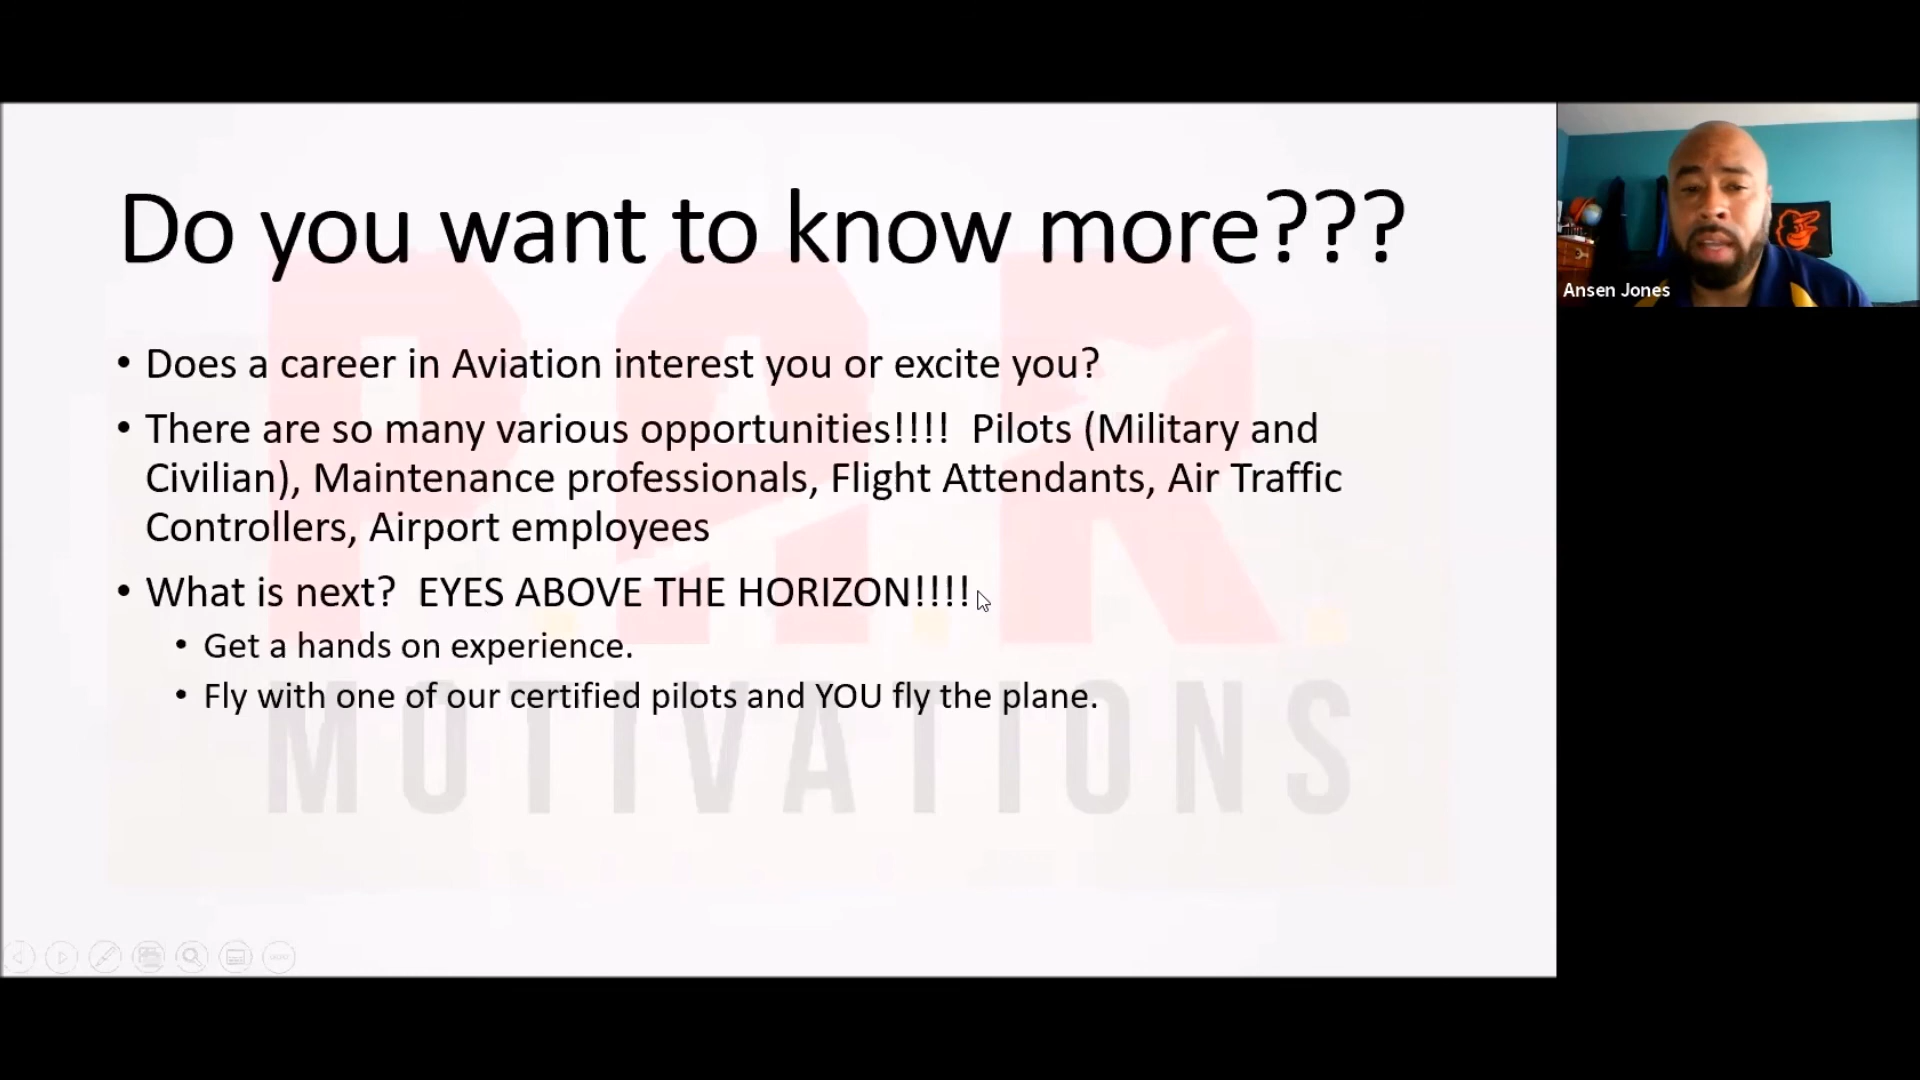 Do you want to know more???
• Does a career in Aviation interest you or excite you?
• There are so many various opportunities!!!!  Pilots (Military and
Civilian), Maintenance professionals, Flight Attendants, Air Traffic
Controllers, Airport employees
• What is next?  EYES ABOVE THE HORIZON!!!!
• Get a hands on experience.
• Fly with one of our certified pilots and YOU fly the plane.
P.A.R.
MOTIVATIONS
Ansen Jones